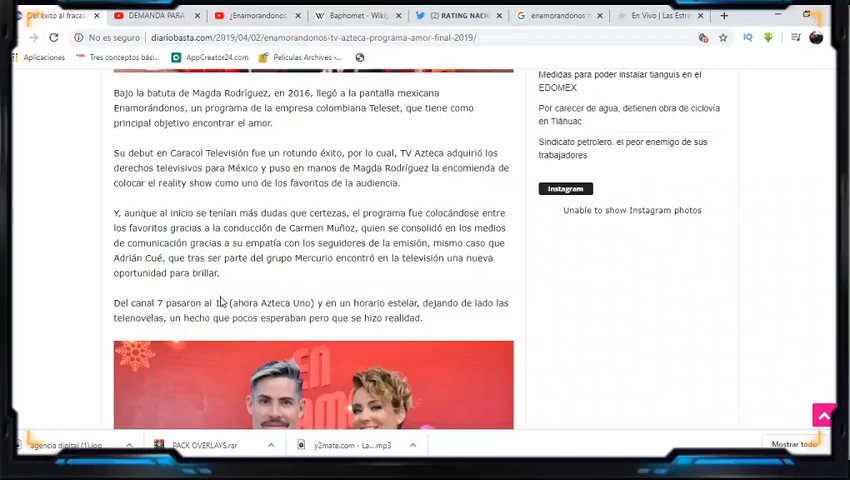 Del éxito al fracas
DEMANDA PARA
¿Enamorandonos
Baphomet - Wikip
RATING NACIO
enamorandonos t
En Vivo | Las Estre
No es seguro | diariobasta.com/2019/04/02/enamorandonos-tv-azteca-programa-amor-final-2019/
Aplicaciones
Tres conceptos básic...
AppCreator24.com
Peliculas Archives -...
Bajo la batuta de Magda Rodríguez, en 2016, llegó a la pantalla mexicana
Enamorándonos, un programa de la empresa colombiana Teleset, que tiene como
principal objetivo encontrar el amor.
Su debut en Caracol Televisión fue un rotundo éxito, por lo cual, TV Azteca adquirió los
derechos televisivos para México y puso en manos de Magda Rodríguez la encomienda de
colocar el reality show como uno de los favoritos de la audiencia.
Y, aunque al inicio se tenían más dudas que certezas, el programa fue colocándose entre
los favoritos gracias a la conducción de Carmen Muñoz, quien se consolidó en los medios
de comunicación gracias a su empatía con los seguidores de la emisión, mismo caso que
Adrián Cué, que tras ser parte del grupo Mercurio encontró en la televisión una nueva
oportunidad para brillar.
Del canal 7 pasaron al (ahora Azteca Uno) y en un horario estelar, dejando de lado las
telenovelas, un hecho que pocos esperaban pero que se hizo realidad.
Medidas para poder instalar tianguis en el
EDOMEX
Por carecer de agua, detienen obra de ciclovía
en Tláhuac
Sindicato petrolero. el peor enemigo de sus
trabajadores
Instagram
Unable to show Instagram photos
EN
agencia digital (1).jpg
PACK OVERLAYS.rar
y2mate.com - La....mp3
Mostrar todo